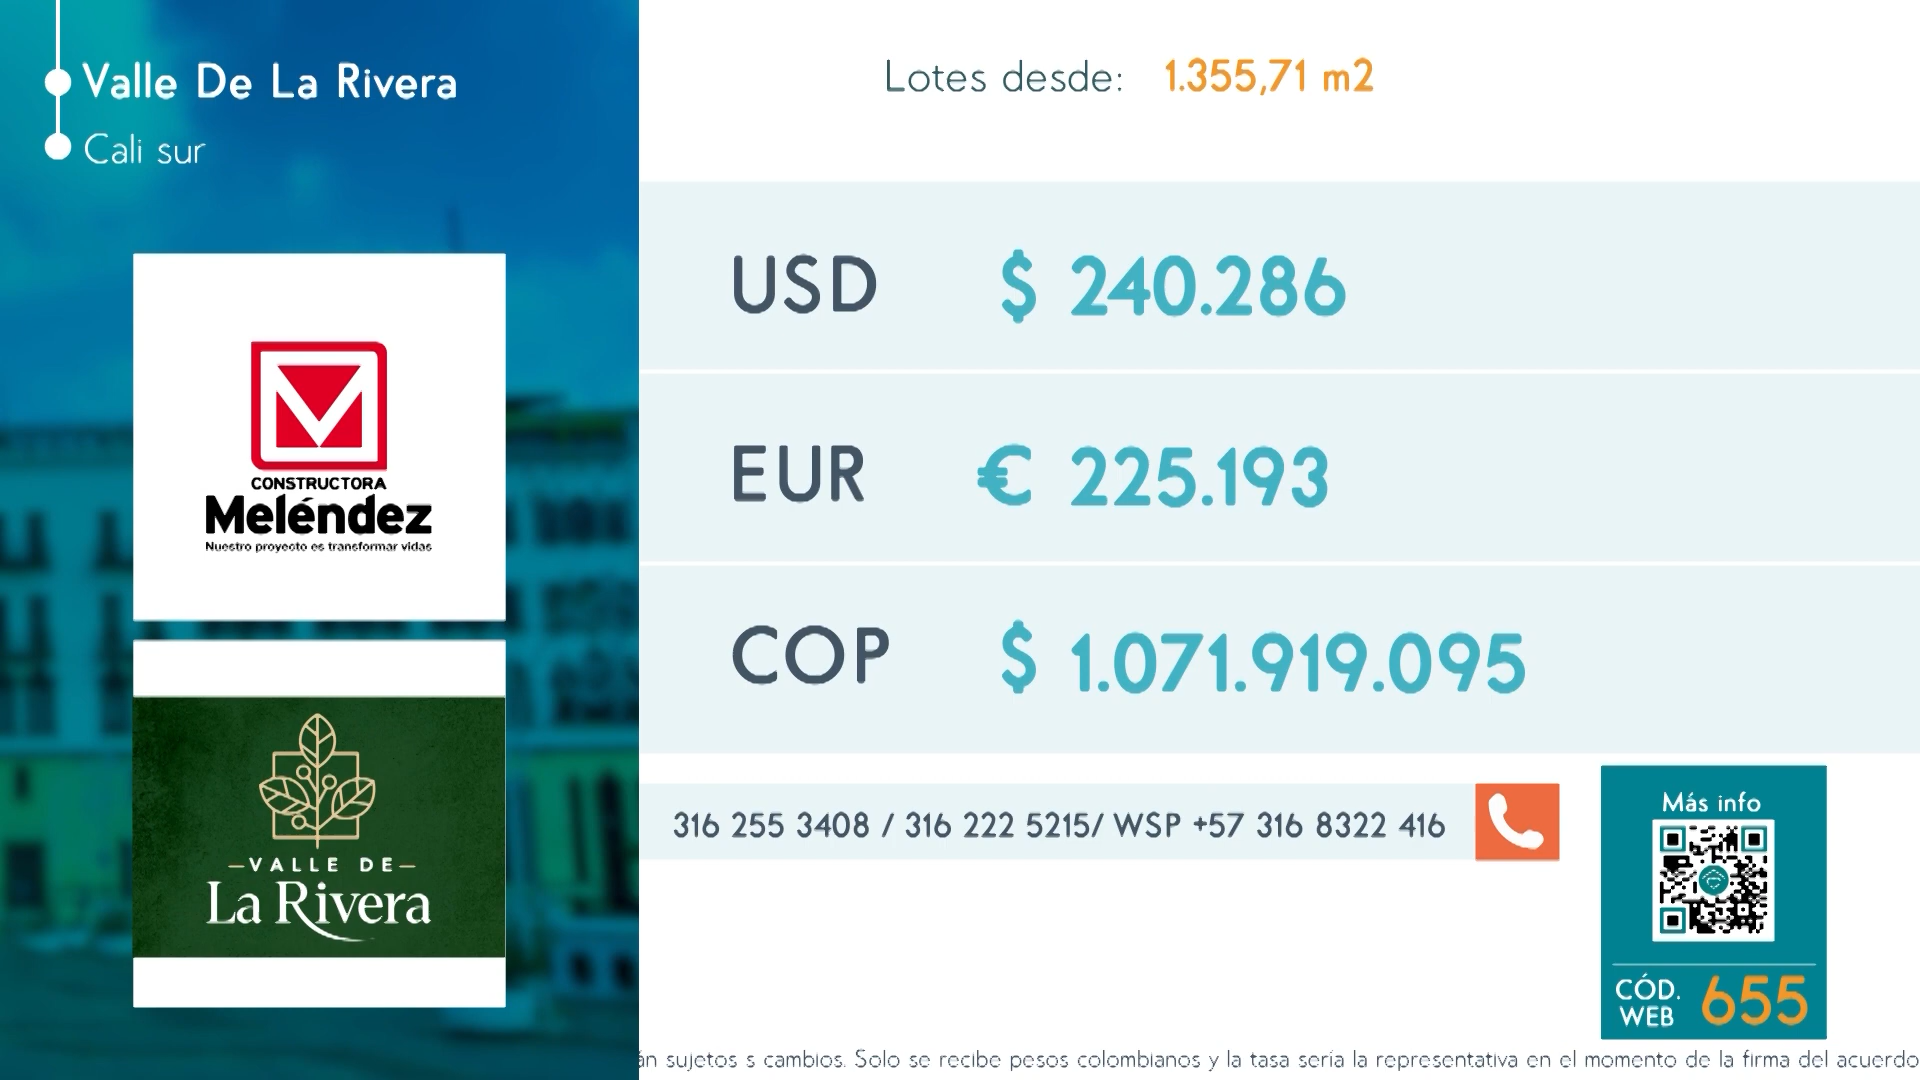 Valle De La Rivera
Cali sur
CONSTRUCTORA
Meléndez
Nuestro proyecto es transformar vidas
VALLE DE
La Rivera
Lotes desde: 1.355,71 m2
USD $ 240.286
EUR € 225.193
COP $ 1.071.919.095
316 255 3408 / 316 222 5215/ WSP +57 316 8322 416
Más info
CÓD. WEB 655
sujetos s cambios. Solo se recibe pesos colombianos y la tasa sería la representativa en el momento de la firma del acuerdo